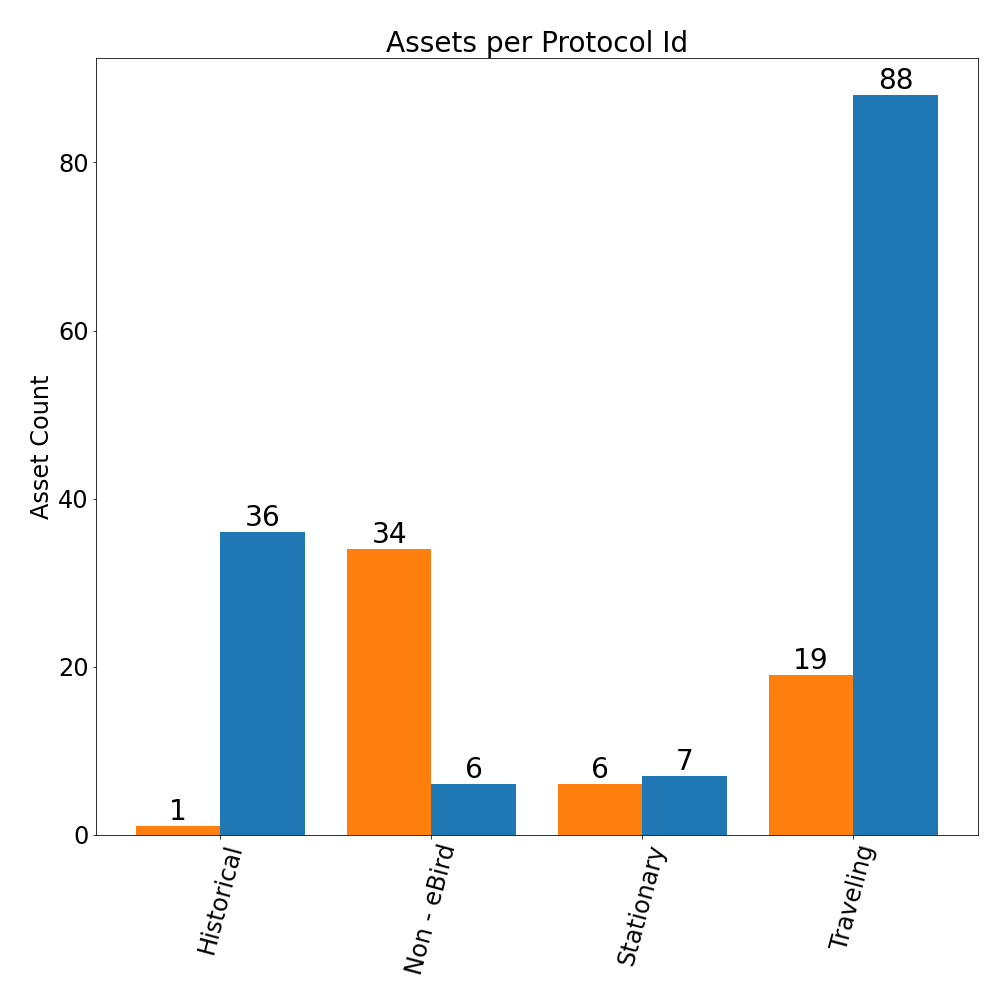 Assets per Protocol Id
Asset Count
80
60
40
20
0
1
36
34
6
6
7
19
88
Historical
Non - eBird
Stationary
Traveling